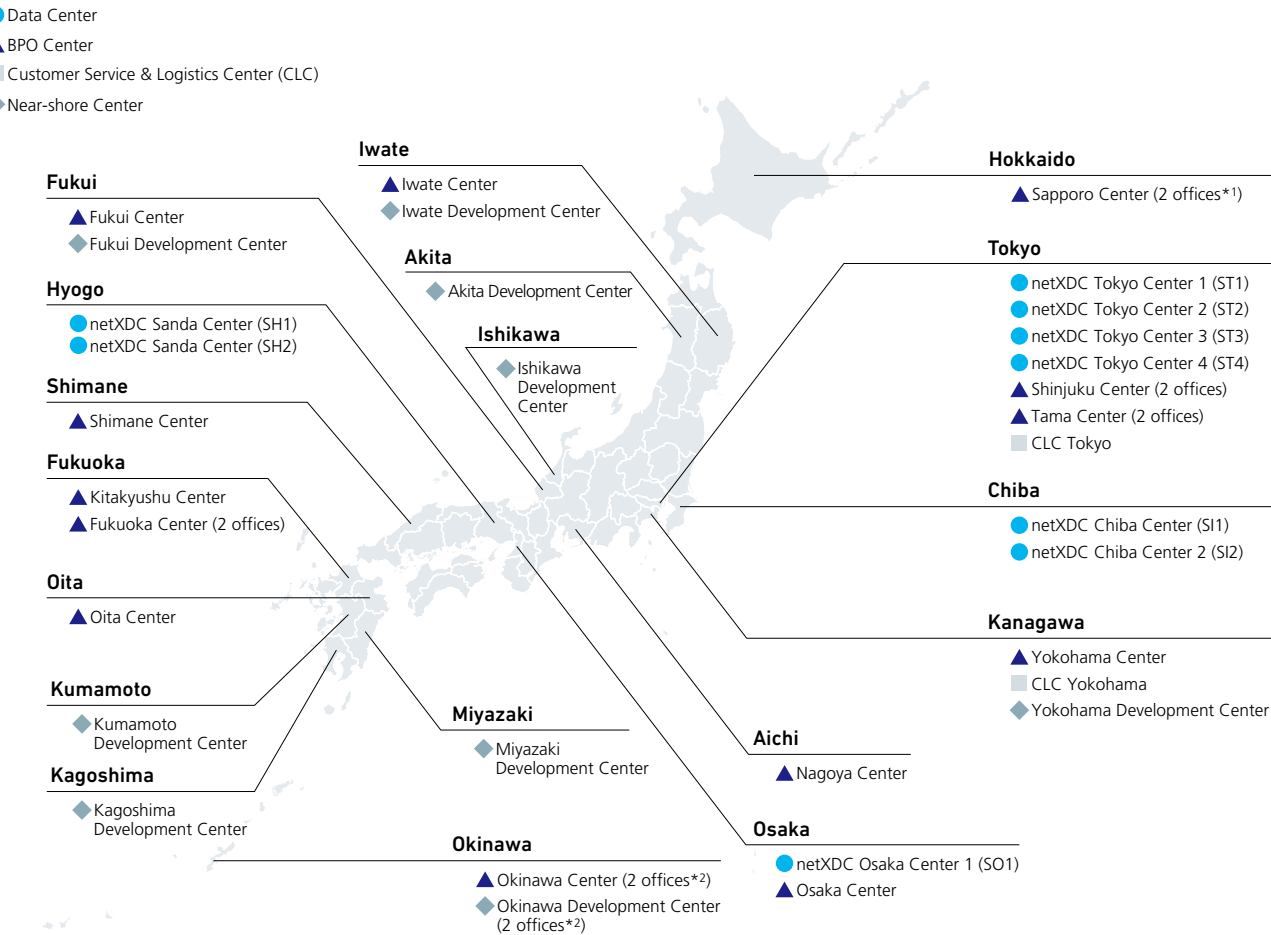 Data Center
BPO Center
Customer Service & Logistics Center (CLC)
Near-shore Center
Iwate
Iwate Center
Iwate Development Center
Hokkaido
Sapporo Center (2 offices*1)
Fukui
Fukui Center
Fukui Development Center
Akita
Akita Development Center
Tokyo
netXDC Tokyo Center 1 (ST1)
netXDC Tokyo Center 2 (ST2)
netXDC Tokyo Center 3 (ST3)
netXDC Tokyo Center 4 (ST4)
Shinjuku Center (2 offices)
Tama Center (2 offices)
CLC Tokyo
Hyogo
netXDC Sanda Center (SH1)
netXDC Sanda Center (SH2)
Ishikawa
Ishikawa
Development
Center
Shimane
Shimane Center
Fukuoka
Kitakyushu Center
Fukuoka Center (2 offices)
Chiba
netXDC Chiba Center (SI1)
netXDC Chiba Center 2 (SI2)
Oita
Oita Center
Kanagawa
Yokohama Center
CLC Yokohama
Yokohama Development Center
Kumamoto
Kumamoto
Development Center
Miyazaki
Miyazaki
Development Center
Aichi
Nagoya Center
Kagoshima
Kagoshima
Development Center
Osaka
netXDC Osaka Center 1 (SO1)
Osaka Center
Okinawa
Okinawa Center (2 offices*2)
Okinawa Development Center
(2 offices*2)